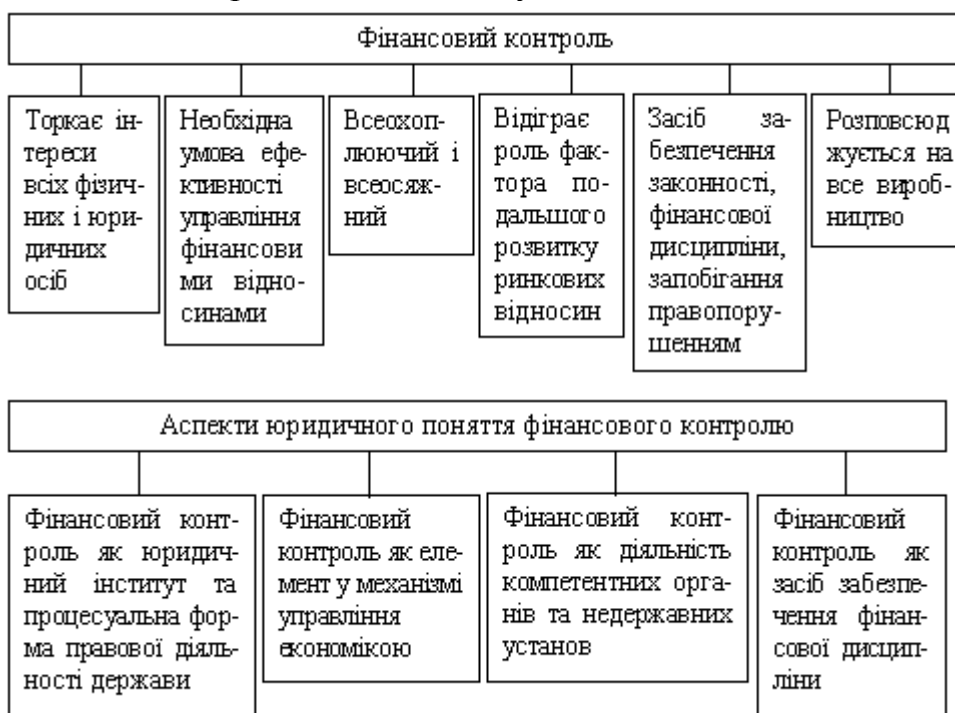 Фінансовий контроль
Торкає ін-
тереси
всіх фізич-
них і юри-
дичних
осіб
Необхідна
умова ефе-
ктивності
управління
фінансови
ми відно-
синами
Всеохоп-
люючий і
всеосяж-
ний
Відіграє
роль фак-
тора по-
дальшого
розвитку
ринкових
відносин
Засіб за-
безпечення
законності,
фінансової
дисципліни,
запобігання
правопору-
шенням
Розповсюд
жується на
все вироб-
ництво
Аспекти юридичного поняття фінансового контролю
Фінансовий конт-
роль як юридич-
ний інститут та
процесуальна фор-
ма правової діяль-
ності держави
Фінансовий
контроль як еле-
мент у механізмі
управління
економікою
Фінансовий конт-
роль як діяльність
компетентних орга-
нів та недержавних
установ
Фінансовий
контроль як
засіб забезпе-
чення фінан-
сової дисцип-
ліни